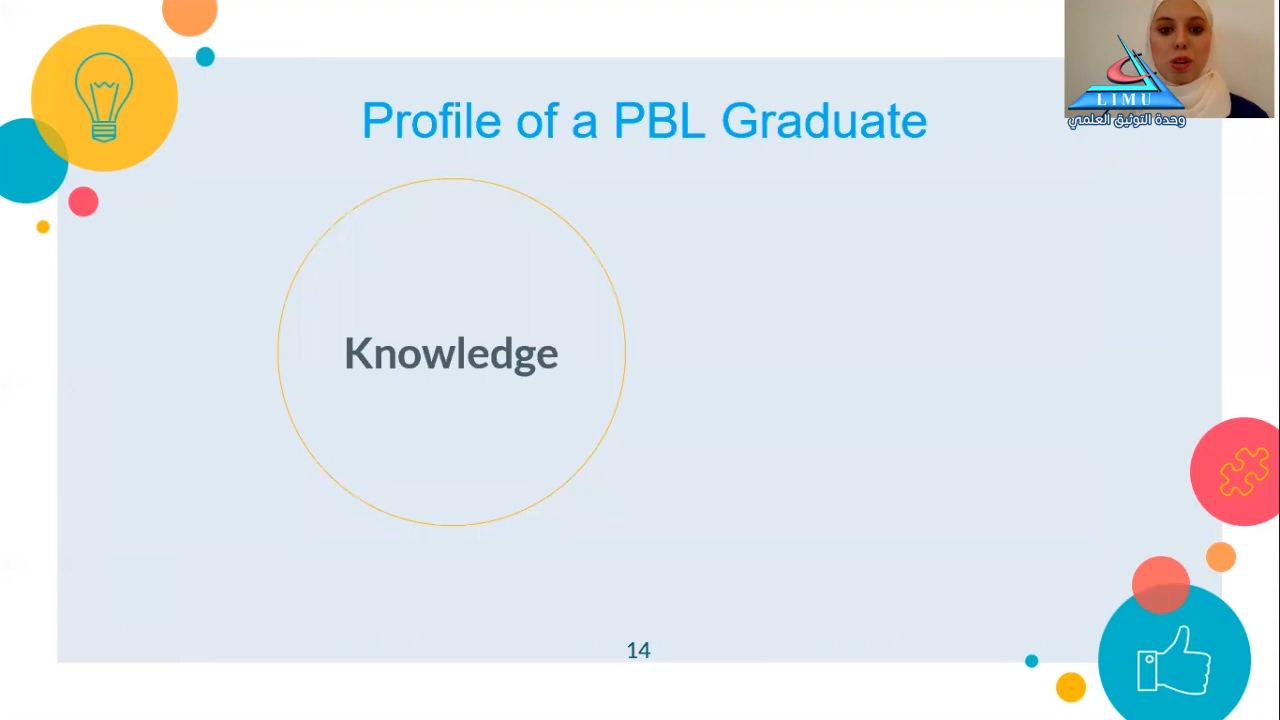 Profile of a PBL Graduate
LIMU
وحدة التوثيق العلمي
Knowledge
14